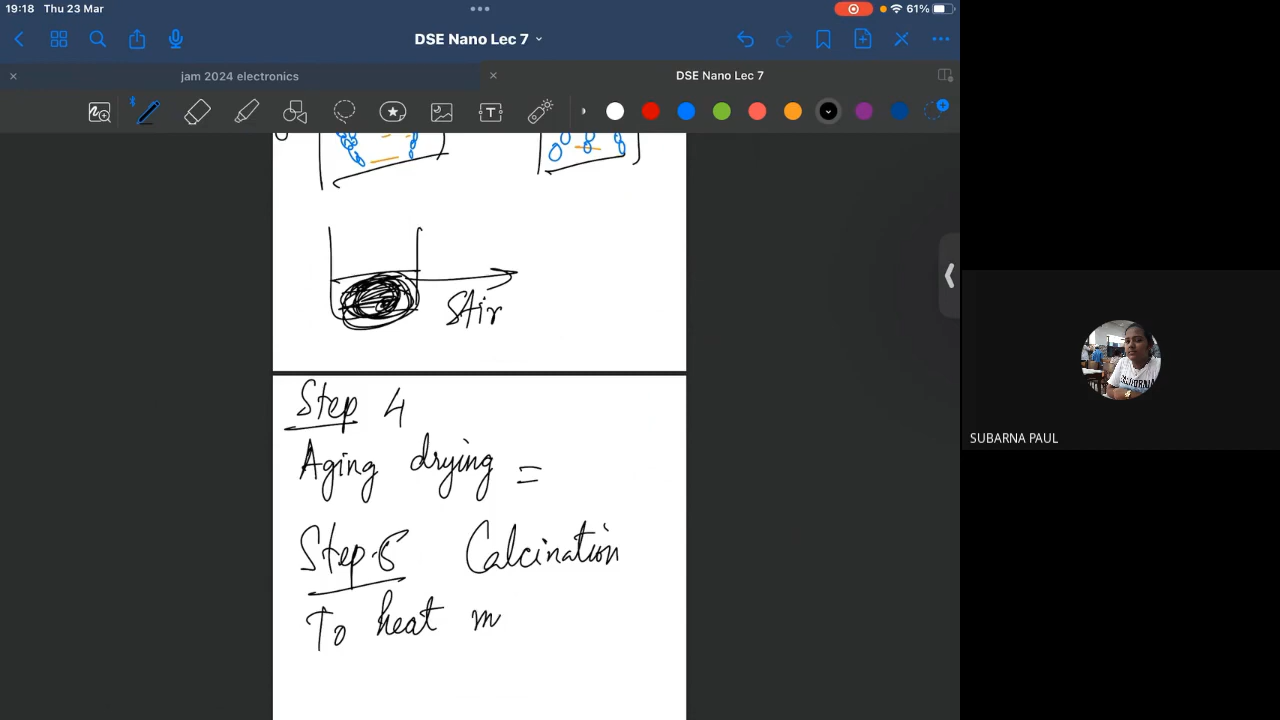 19:18 Thu 23 Mar
61%
DSE Nano Lec 7
jam 2024 electronics
DSE Nano Lec 7
T
Stir
Step 4
Aging drying =
Step-5 Calcination
To heat m
CALIFORNIA
SUBARNA PAUL